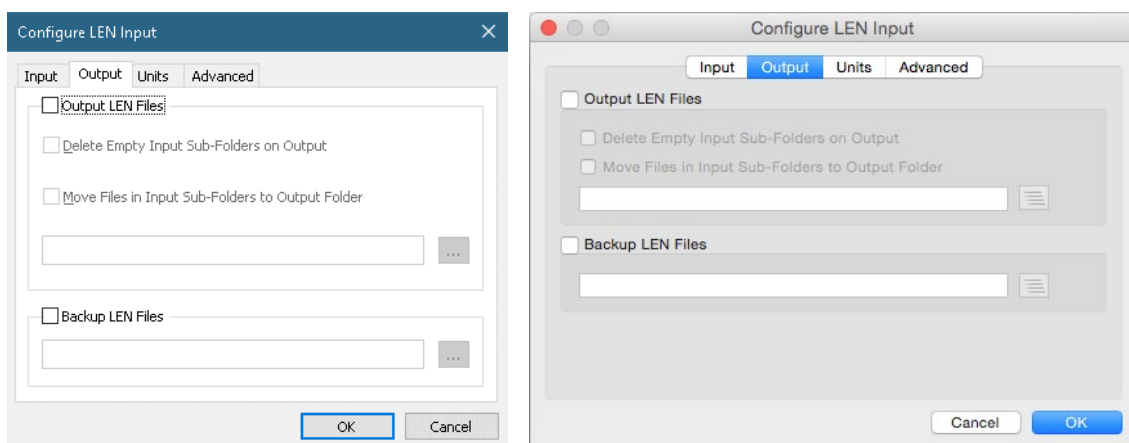 Configure LEN Input
Input Output Units Advanced
Output LEN Files
Delete Empty Input Sub-Folders on Output
Move Files in Input Sub-Folders to Output Folder
...
Backup LEN Files
...
OK Cancel
Configure LEN Input
Input Output Units Advanced
Output LEN Files
Delete Empty Input Sub-Folders on Output
Move Files in Input Sub-Folders to Output Folder
Backup LEN Files
Cancel OK